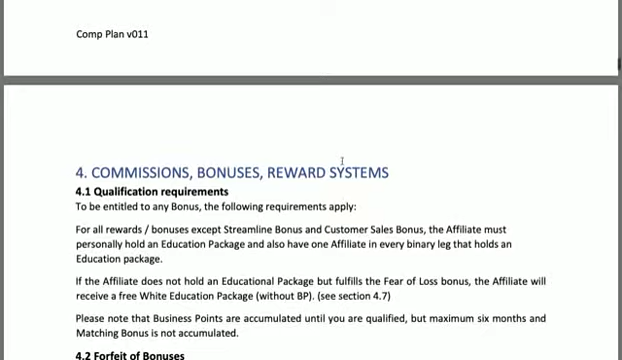 Comp Plan v011
4. COMMISSIONS, BONUSES, REWARD SYSTEMS
4.1 Qualification requirements
To be entitled to any Bonus, the following requirements apply:
For all rewards / bonuses except Streamline Bonus and Customer Sales Bonus, the Affiliate must
personally hold an Education Package and also have one Affiliate in every binary leg that holds an
Education package.
If the Affiliate does not hold an Educational Package but fulfills the Fear of Loss bonus, the Affiliate will
receive a free White Education Package (without BP). (see section 4.7)
Please note that Business Points are accumulated until you are qualified, but maximum six months and
Matching Bonus is not accumulated.
4.2 Forfeit of Bonuses